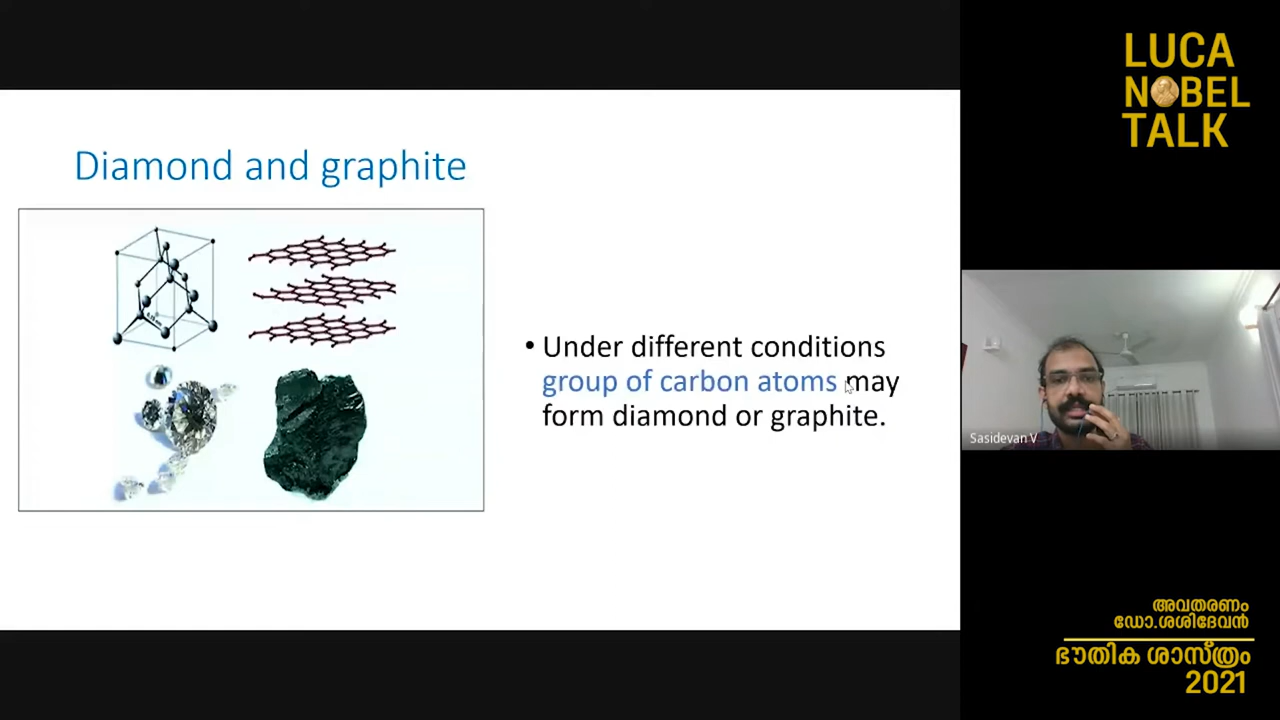 Diamond and graphite
• Under different conditions
group of carbon atoms may
form diamond or graphite.
LUCA
NOBEL
TALK
Sasidevan V
അവതരണം
ഡോ.ശശിദേവൻ
ഭൗതിക ശാസ്ത്രം
2021